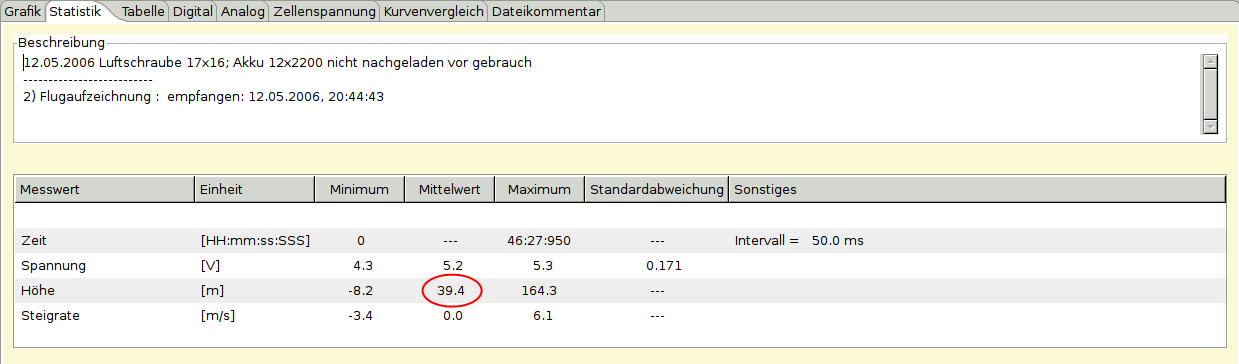 Grafik Statistik Tabelle Digital Analog Zellenspannung Kurvenvergleich Dateikommentar
Beschreibung
12.05.2006 Luftschraube 17x16; Akku 12x2200 nicht nachgeladen vor gebrauch
--------------------------
2) Flugaufzeichnung :  empfangen: 12.05.2006, 20:44:43
Messwert Einheit Minimum Mittelwert Maximum Standardabweichung Sonstiges
Zeit [HH:mm:ss:SSS] 0 --- 46:27:950 --- Intervall =   50.0 ms
Spannung [V] 4.3 5.2 5.3 0.171
Höhe [m] -8.2 39.4 164.3 ---
Steigrate [m/s] -3.4 0.0 6.1 ---